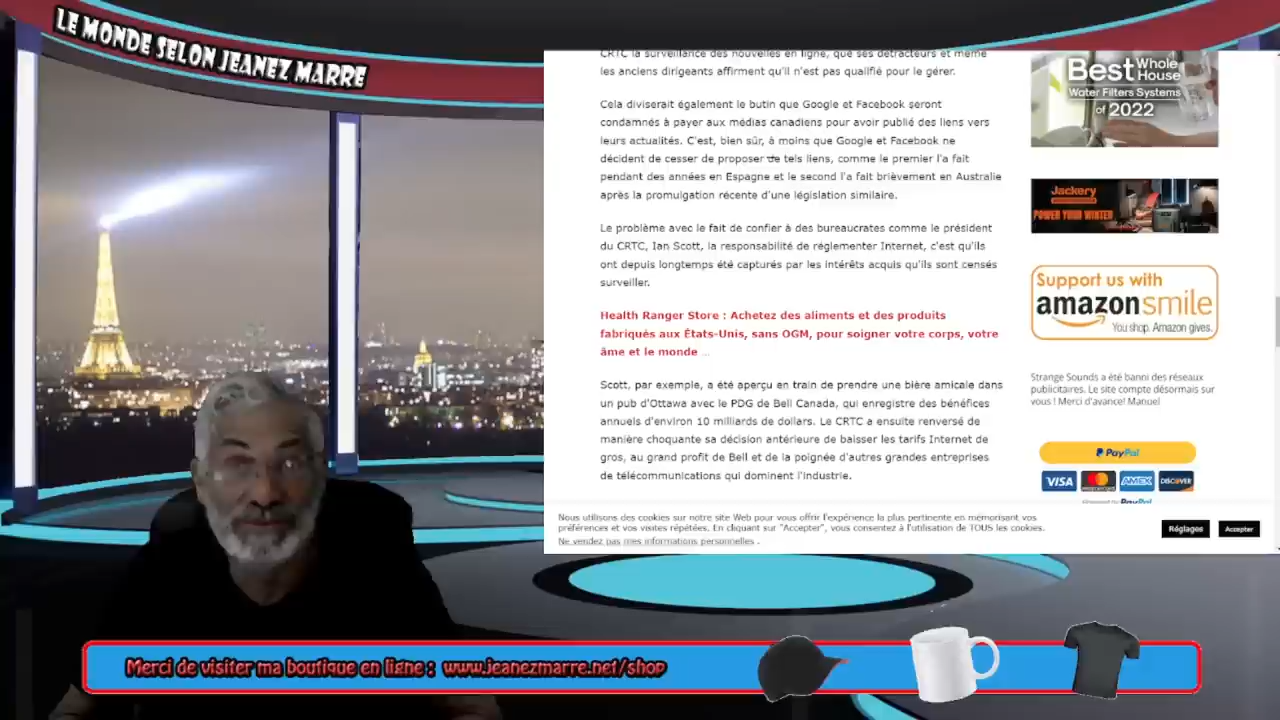 LE MONDE SELON JEANEZ MARRE
CRTC la surveillance des nouvelles en ligne, que ses détracteurs et même
les anciens dirigeants affirment qu'il n'est pas qualifié pour le gérer.
Cela diviserait également le butin que Google et Facebook seront
condamnés à payer aux médias canadiens pour avoir publié des liens vers
leurs actualités. C'est, bien sûr, à moins que Google et Facebook ne
décident de cesser de proposer de tels liens, comme le premier l'a fait
pendant des années en Espagne et le second l'a fait brièvement en Australie
après la promulgation récente d'une législation similaire.
Le problème avec le fait de confier à des bureaucrates comme le président
du CRTC, Ian Scott, la responsabilité de réglementer Internet, c'est qu'ils
ont depuis longtemps été capturés par les intérêts acquis qu'ils sont censés
surveiller.
Health Ranger Store : Achetez des aliments et des produits
fabriqués aux États-Unis, sans OGM, pour soigner votre corps, votre
âme et le monde ...
Scott, par exemple, a été aperçu en train de prendre une bière amicale dans
un pub d'Ottawa avec le PDG de Bell Canada, qui enregistre des bénéfices
annuels d'environ 10 milliards de dollars. Le CRTC a ensuite renversé de
manière choquante sa décision antérieure de baisser les tarifs Internet de
gros, au grand profit de Bell et de la poignée d'autres grandes entreprises
de télécommunications qui dominent l'industrie.
Best Whole
House
Water Filters Systems
of 2022
Jackery
POWER YOUR WINTER
Support us with
amazonsmile
You shop. Amazon gives.
Strange Sounds a été banni des réseaux
publicitaires. Le site compte désormais sur
vous ! Merci d'avance! Manuel
PayPal
VISA MasterCard AMEX DISCOVER
Powered by PayPal
Nous utilisons des cookies sur notre site Web pour vous offrir l'expérience la plus pertinente en mémorisant vos
préférences et vos visites répétées. En cliquant sur "Accepter", vous consentez à l'utilisation de TOUS les cookies.
Ne vendez pas mes informations personnelles .
Réglages
Accepter
Merci de visiter ma boutique en ligne : www.jeanezmarre.net/shop